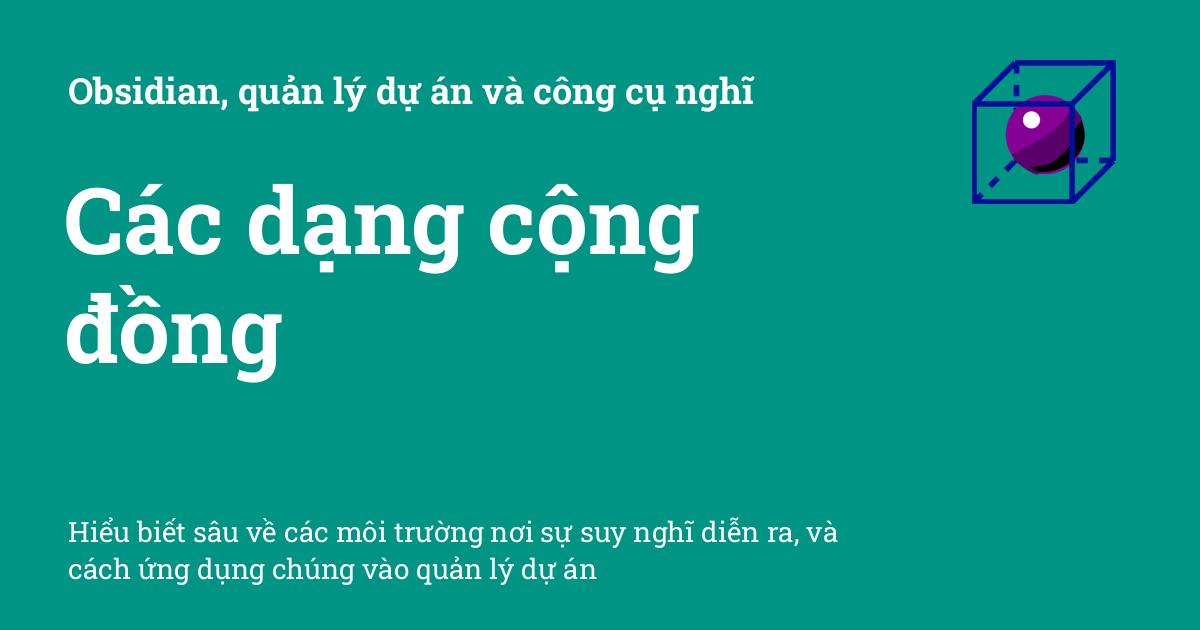 Obsidian, quản lý dự án và công cụ nghĩ
Các dạng cộng
đồng
Hiểu biết sâu về các môi trường nơi sự suy nghĩ diễn ra, và
cách ứng dụng chúng vào quản lý dự án